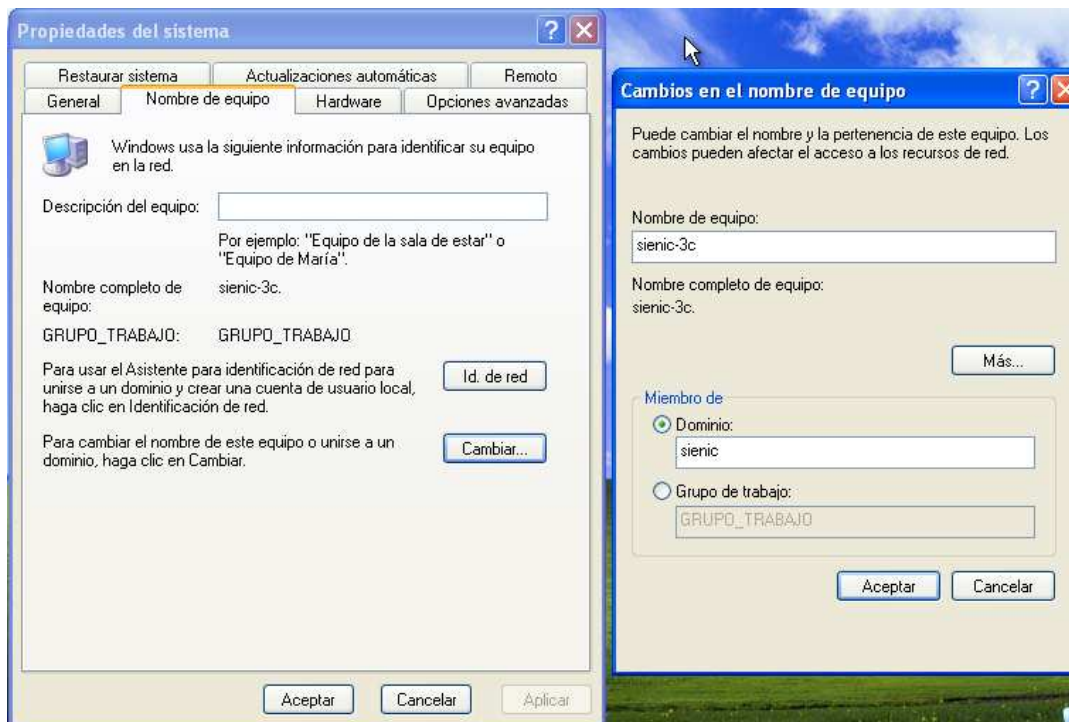 Propiedades del sistema
Restaurar sistema
Actualizaciones automáticas
Remoto
General
Nombre de equipo
Hardware
Opciones avanzadas
Windows usa la siguiente información para identificar su equipo
en la red.
Descripción del equipo:
Por ejemplo: "Equipo de la sala de estar" o
"Equipo de María".
Nombre completo de
equipo:
sienic-3c.
GRUPO_TRABAJO:
GRUPO_TRABAJO
Para usar el Asistente para identificación de red para
unirse a un dominio y crear una cuenta de usuario local,
haga clic en Identificación de red.
Id. de red
Para cambiar el nombre de este equipo o unirse a un
dominio, haga clic en Cambiar.
Cambiar...
Aceptar
Cancelar
Aplicar
Cambios en el nombre de equipo
Puede cambiar el nombre y la pertenencia de este equipo. Los
cambios pueden afectar el acceso a los recursos de red.
Nombre de equipo:
sienic-3c
Nombre completo de equipo:
sienic-3c.
Más...
Miembro de
Dominio:
sienic
Grupo de trabajo:
GRUPO_TRABAJO
Aceptar
Cancelar